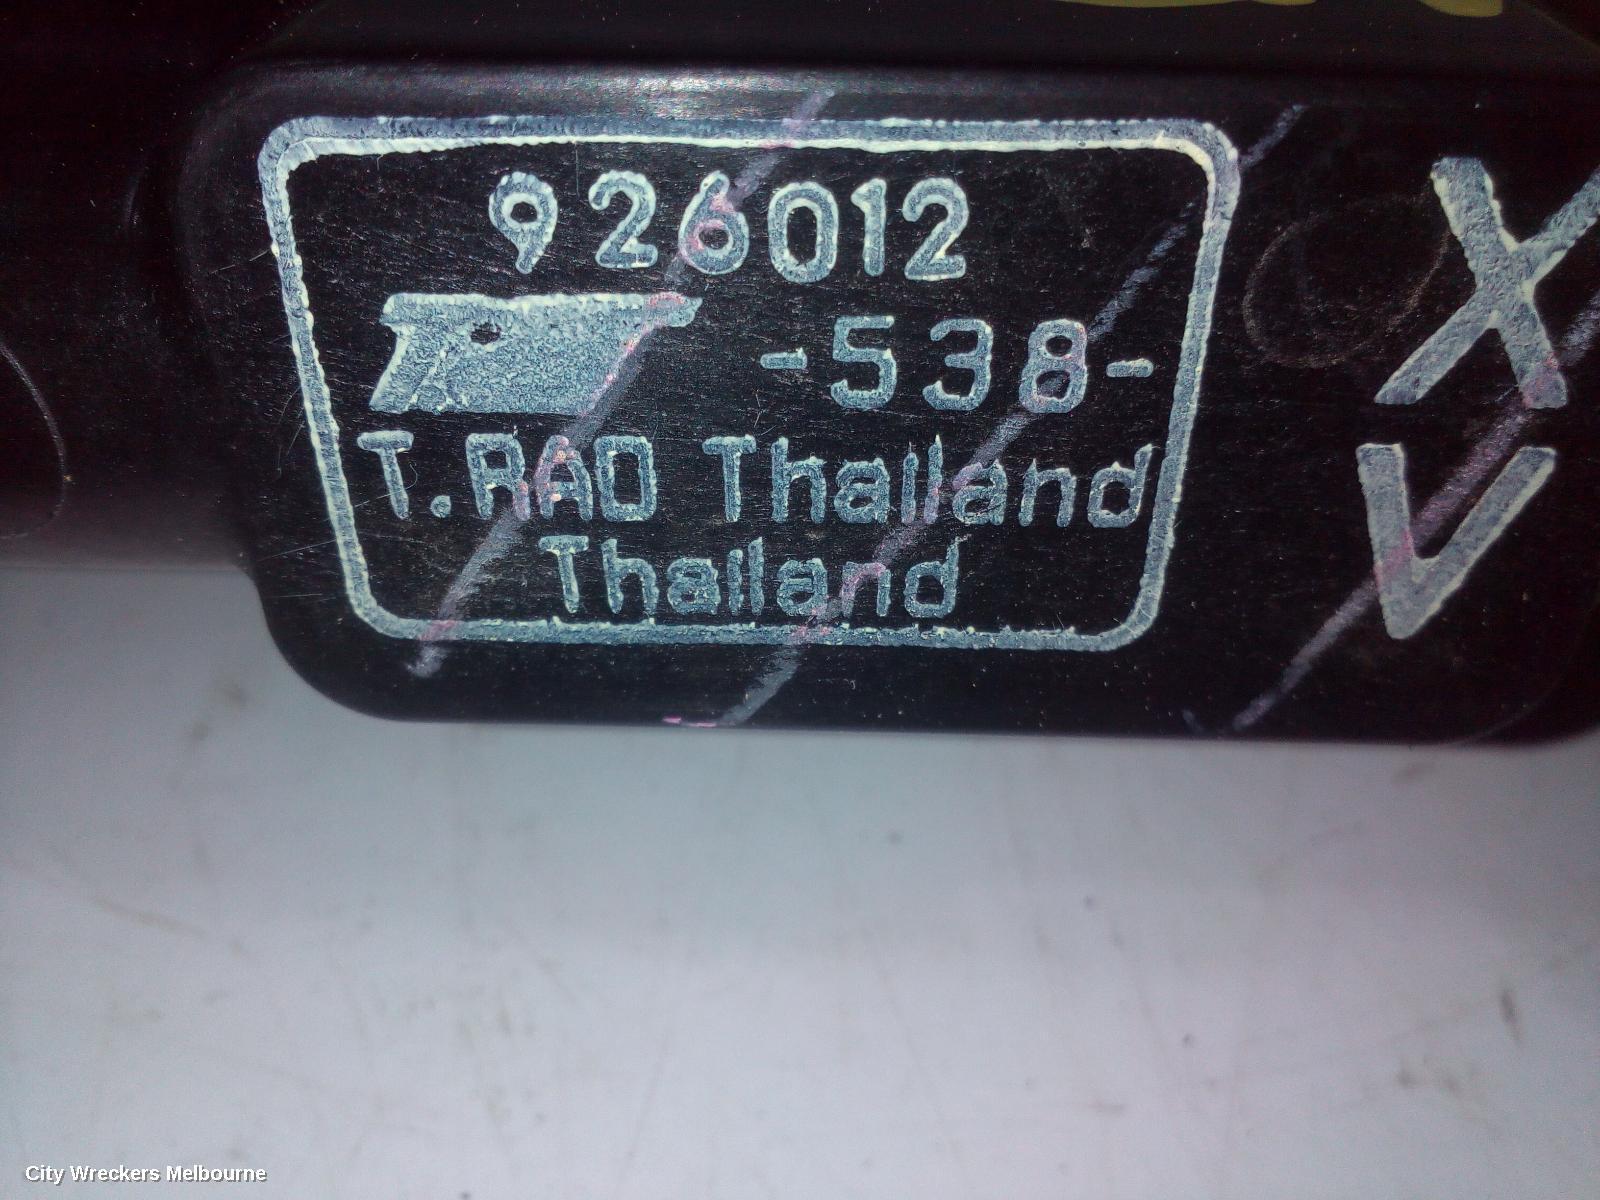 926012
-538-
T.RAD Thailand
Thailand
X
V
City Wreckers Melbourne